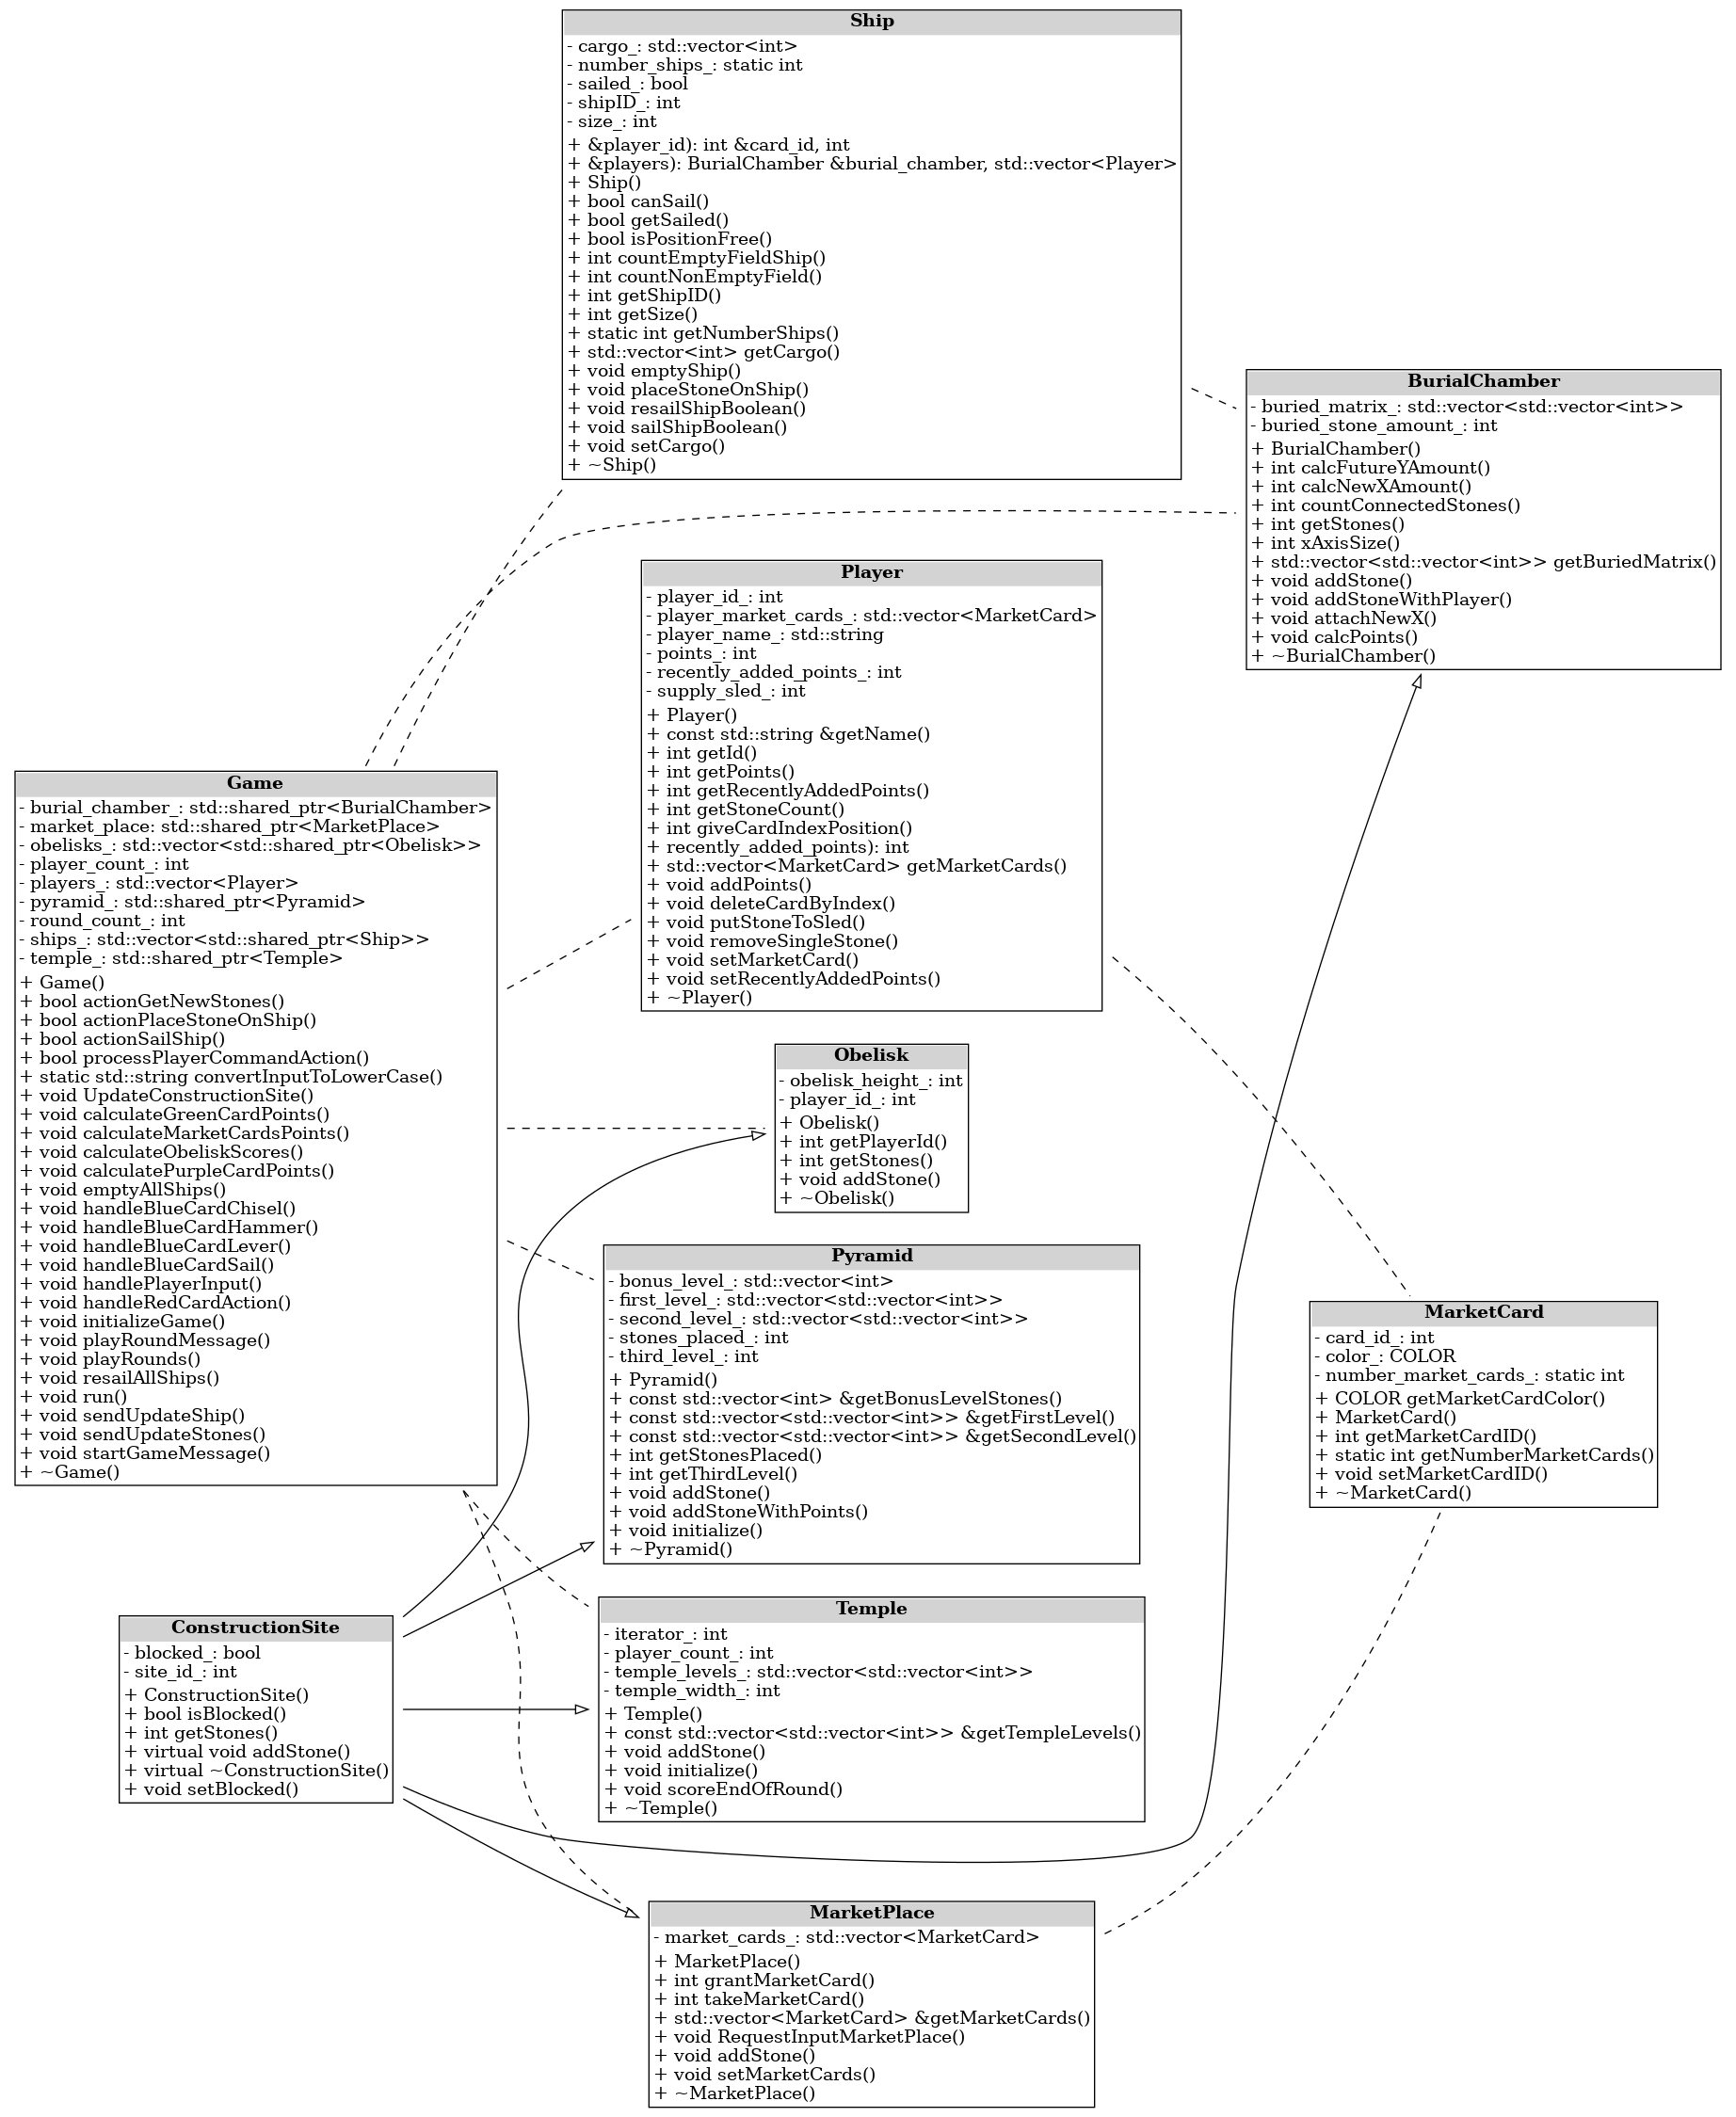 Ship
- cargo_: std::vector<int>
- number_ships_: static int
- sailed_: bool
- shipID_: int
- size_: int
+ &player_id): int &card_id, int
+ &players): BurialChamber &burial_chamber, std::vector<Player>
+ Ship()
+ bool canSail()
+ bool getSailed()
+ bool isPositionFree()
+ int countEmptyFieldShip()
+ int countNonEmptyField()
+ int getShipID()
+ int getSize()
+ static int getNumberShips()
+ std::vector<int> getCargo()
+ void emptyShip()
+ void placeStoneOnShip()
+ void resailShipBoolean()
+ void sailShipBoolean()
+ void setCargo()
+ ~Ship()
BurialChamber
- buried_matrix_: std::vector<std::vector<int>>
- buried_stone_amount_: int
+ BurialChamber()
+ int calcFutureYAmount()
+ int calcNewXAmount()
+ int countConnectedStones()
+ int getStones()
+ int xAxisSize()
+ std::vector<std::vector<int>> getBuriedMatrix()
+ void addStone()
+ void addStoneWithPlayer()
+ void attachNewX()
+ void calcPoints()
+ ~BurialChamber()
Player
- player_id_: int
- player_market_cards_: std::vector<MarketCard>
- player_name_: std::string
- points_: int
- recently_added_points_: int
- supply_sled_: int
+ Player()
+ const std::string &getName()
+ int getId()
+ int getPoints()
+ int getRecentlyAddedPoints()
+ int getStoneCount()
+ int giveCardIndexPosition()
+ recently_added_points): int
+ std::vector<MarketCard> getMarketCards()
+ void addPoints()
+ void deleteCardByIndex()
+ void putStoneToSled()
+ void removeSingleStone()
+ void setMarketCard()
+ void setRecentlyAddedPoints()
+ ~Player()
Game
- burial_chamber_: std::shared_ptr<BurialChamber>
- market_place: std::shared_ptr<MarketPlace>
- obelisks_: std::vector<std::shared_ptr<Obelisk>>
- player_count_: int
- players_: std::vector<Player>
- pyramid_: std::shared_ptr<Pyramid>
- round_count_: int
- ships_: std::vector<std::shared_ptr<Ship>>
- temple_: std::shared_ptr<Temple>
+ Game()
+ bool actionGetNewStones()
+ bool actionPlaceStoneOnShip()
+ bool actionSailShip()
+ bool processPlayerCommandAction()
+ static std::string convertInputToLowerCase()
+ void UpdateConstructionSite()
+ void calculateGreenCardPoints()
+ void calculateMarketCardsPoints()
+ void calculateObeliskScores()
+ void calculatePurpleCardPoints()
+ void emptyAllShips()
+ void handleBlueCardChisel()
+ void handleBlueCardHammer()
+ void handleBlueCardLever()
+ void handleBlueCardSail()
+ void handlePlayerInput()
+ void handleRedCardAction()
+ void initializeGame()
+ void playRoundMessage()
+ void playRounds()
+ void resailAllShips()
+ void run()
+ void sendUpdateShip()
+ void sendUpdateStones()
+ void startGameMessage()
+ ~Game()
Obelisk
- obelisk_height_: int
- player_id_: int
+ Obelisk()
+ int getPlayerId()
+ int getStones()
+ void addStone()
+ ~Obelisk()
Pyramid
- bonus_level_: std::vector<int>
- first_level_: std::vector<std::vector<int>>
- second_level_: std::vector<std::vector<int>>
- stones_placed_: int
- third_level_: int
+ Pyramid()
+ const std::vector<int> &getBonusLevelStones()
+ const std::vector<std::vector<int>> &getFirstLevel()
+ const std::vector<std::vector<int>> &getSecondLevel()
+ int getStonesPlaced()
+ int getThirdLevel()
+ void addStone()
+ void addStoneWithPoints()
+ void initialize()
+ ~Pyramid()
MarketCard
- card_id_: int
- color_: COLOR
- number_market_cards_: static int
+ COLOR getMarketCardColor()
+ MarketCard()
+ int getMarketCardID()
+ static int getNumberMarketCards()
+ void setMarketCardID()
+ ~MarketCard()
ConstructionSite
- blocked_: bool
- site_id_: int
+ ConstructionSite()
+ bool isBlocked()
+ int getStones()
+ virtual void addStone()
+ virtual ~ConstructionSite()
+ void setBlocked()
Temple
- iterator_: int
- player_count_: int
- temple_levels_: std::vector<std::vector<int>>
- temple_width_: int
+ Temple()
+ const std::vector<std::vector<int>> &getTempleLevels()
+ void addStone()
+ void initialize()
+ void scoreEndOfRound()
+ ~Temple()
MarketPlace
- market_cards_: std::vector<MarketCard>
+ MarketPlace()
+ int grantMarketCard()
+ int takeMarketCard()
+ std::vector<MarketCard> &getMarketCards()
+ void RequestInputMarketPlace()
+ void addStone()
+ void setMarketCards()
+ ~MarketPlace()